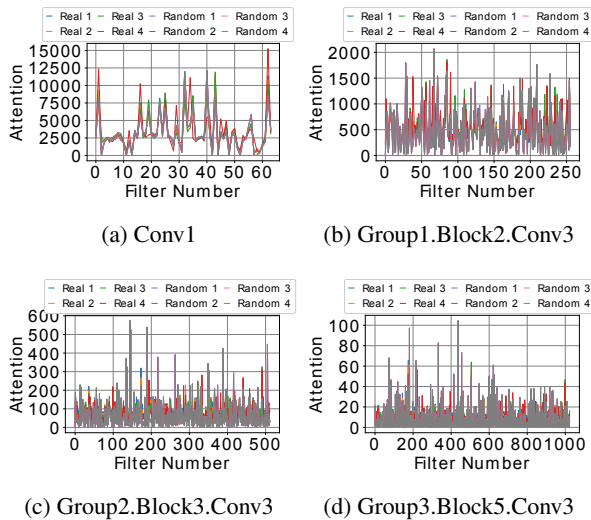 Real 1 Real 3 Random 1 Random 3
Real 2 Real 4 Random 2 Random 4
15000
12500
10000
7500
5000
2500
0
Attention
0 10 20 30 40 50 60
Filter Number
(a) Conv1
Real 1 Real 3 Random 1 Random 3
Real 2 Real 4 Random 2 Random 4
2000
1500
1000
500
0
Attention
0 50 100 150 200 250
Filter Number
(b) Group1.Block2.Conv3
Real 1 Real 3 Random 1 Random 3
Real 2 Real 4 Random 2 Random 4
600
500
400
300
200
100
0
Attention
0 100 200 300 400 500
Filter Number
(c) Group2.Block3.Conv3
Real 1 Real 3 Random 1 Random 3
Real 2 Real 4 Random 2 Random 4
100
80
60
40
20
0
Attention
0 200 400 600 800 1000
Filter Number
(d) Group3.Block5.Conv3